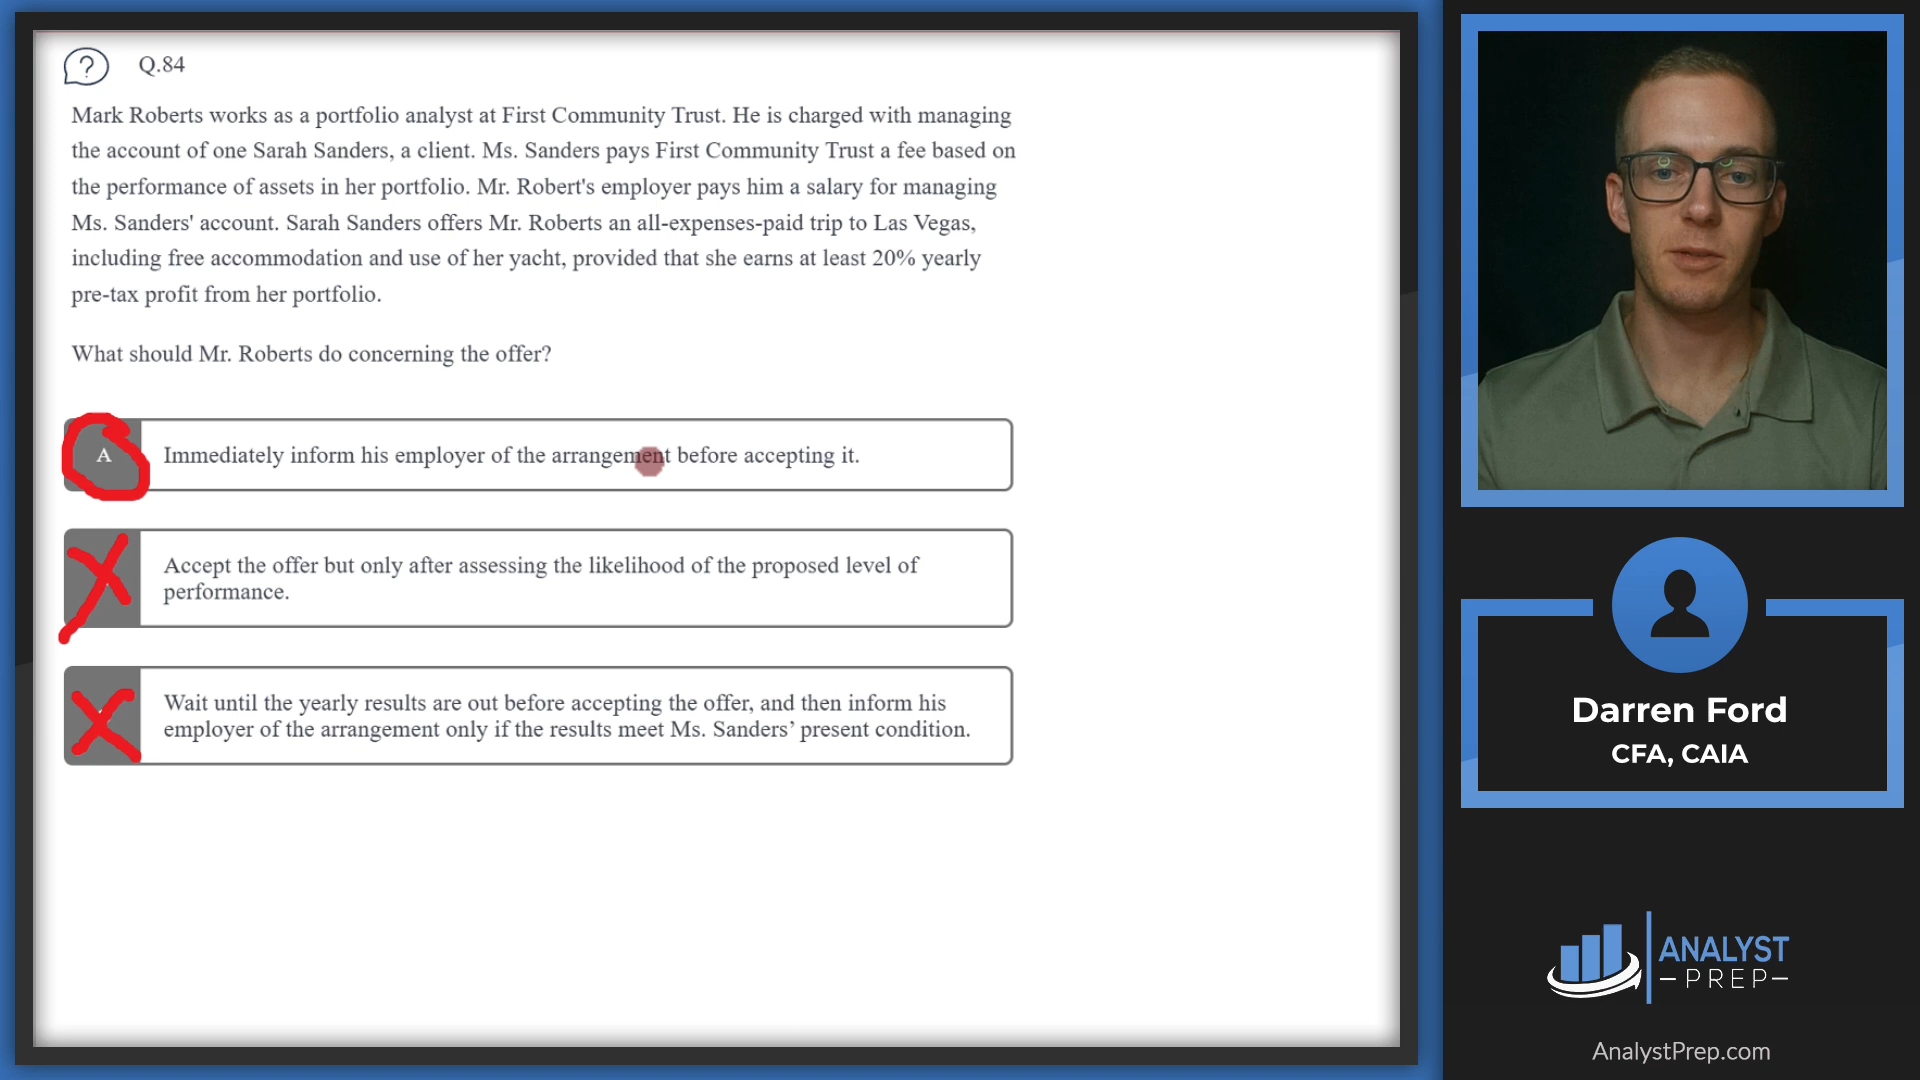 ?
Q.84
Mark Roberts works as a portfolio analyst at First Community Trust. He is charged with managing
the account of one Sarah Sanders, a client. Ms. Sanders pays First Community Trust a fee based on
the performance of assets in her portfolio. Mr. Robert's employer pays him a salary for managing
Ms. Sanders' account. Sarah Sanders offers Mr. Roberts an all-expenses-paid trip to Las Vegas,
including free accommodation and use of her yacht, provided that she earns at least 20% yearly
pre-tax profit from her portfolio.
What should Mr. Roberts do concerning the offer?
A
Immediately inform his employer of the arrangement before accepting it.
Accept the offer but only after assessing the likelihood of the proposed level of
performance.
Wait until the yearly results are out before accepting the offer, and then inform his
employer of the arrangement only if the results meet Ms. Sanders’ present condition.
Darren Ford
CFA, CAIA
ANALYST
PREP
AnalystPrep.com